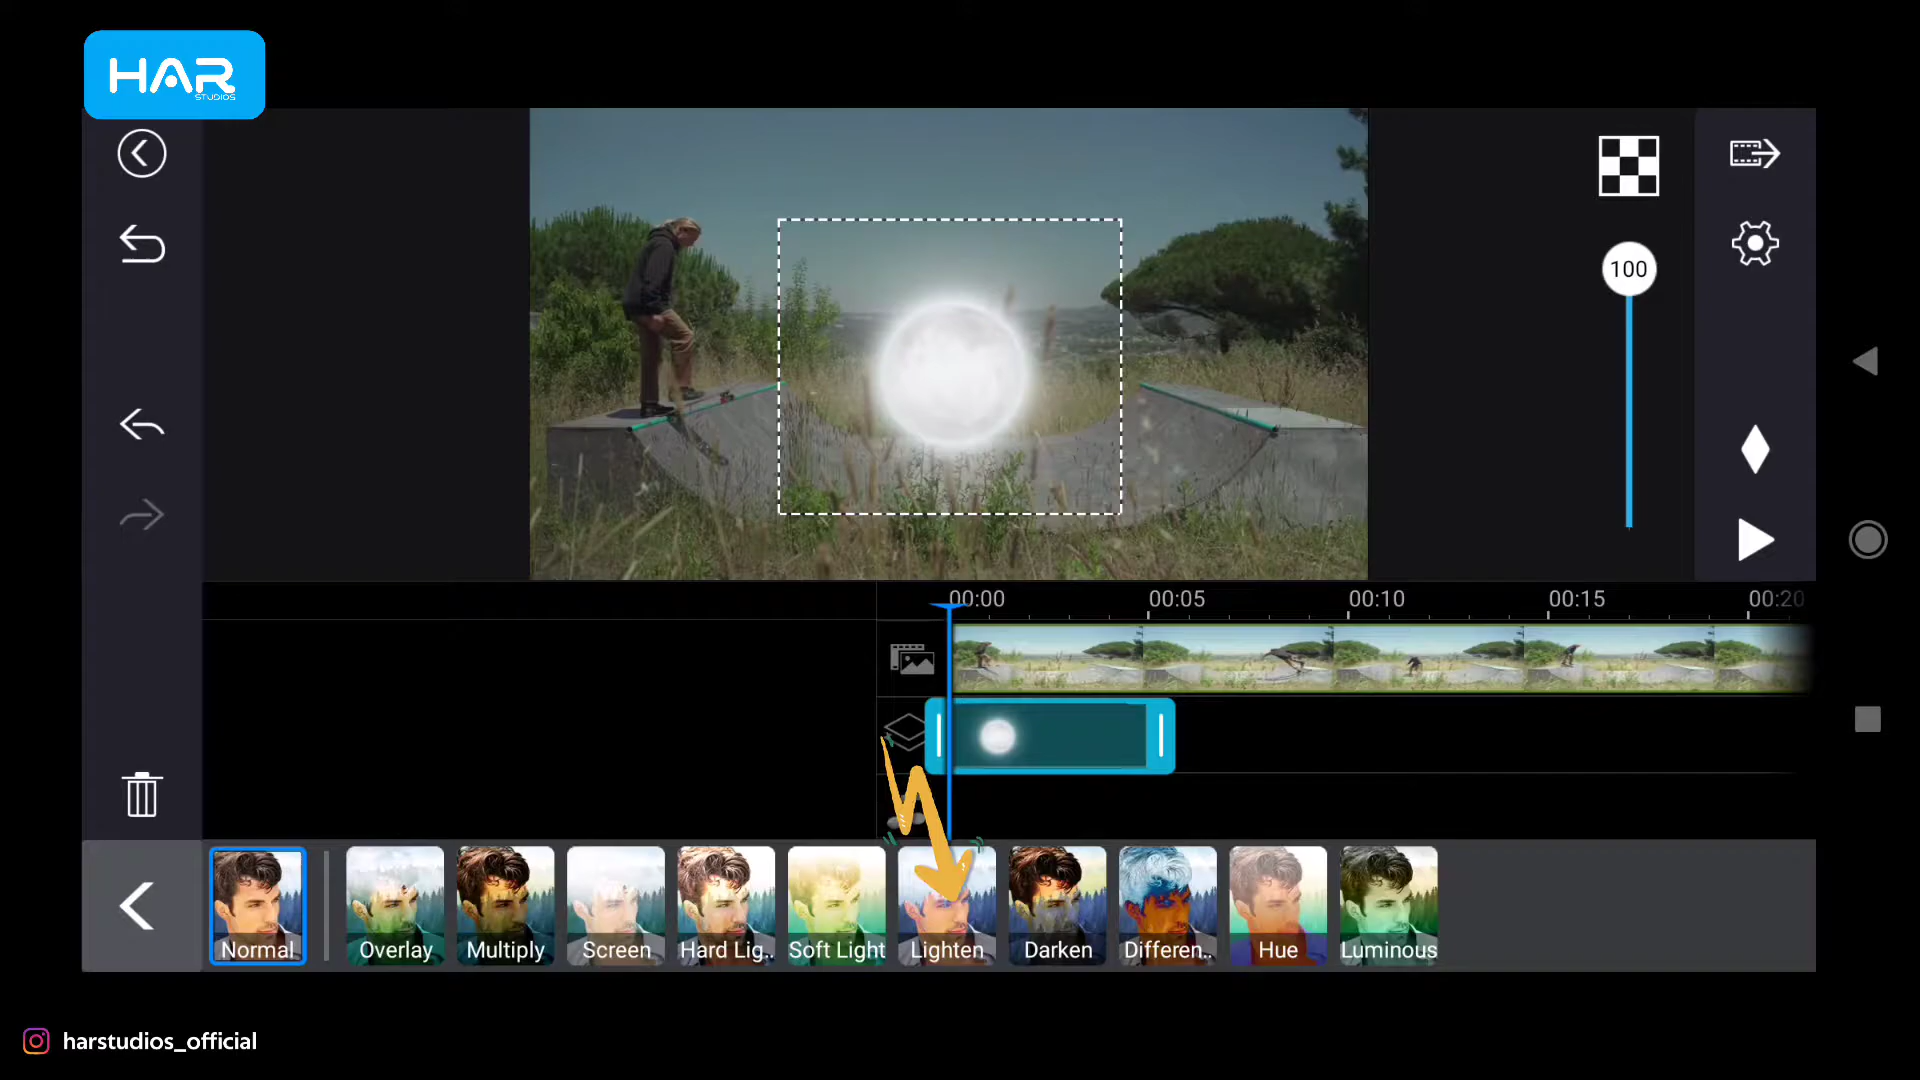 HAR
STUDIOS
100
00:00 00:05 00:10 00:15 00:20
Normal Overlay Multiply Screen Hard Lig.. Soft Light Lighten Darken Differen.. Hue Luminous
harstudios_official